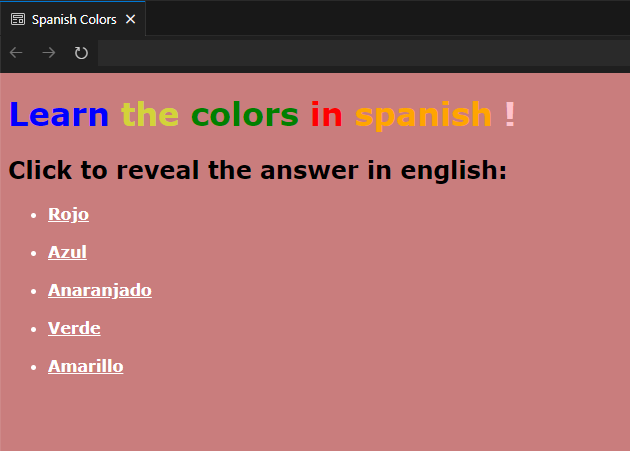 Spanish Colors
Learn the colors in spanish !
Click to reveal the answer in english:
Rojo
Azul
Anaranjado
Verde
Amarillo